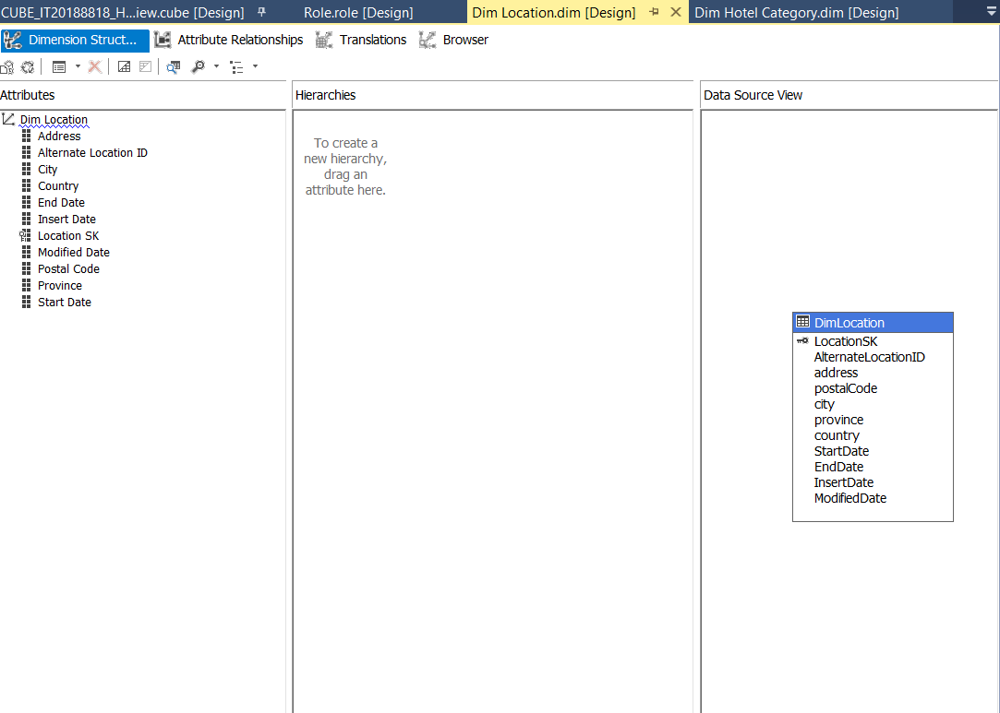 CUBE_IT20188818_H...iew.cube [Design]
Role.role [Design]
Dim Location.dim [Design]
Dim Hotel Category.dim [Design]
Dimension Struct...
Attribute Relationships
Translations
Browser
Attributes
Dim Location
Address
Alternate Location ID
City
Country
End Date
Insert Date
Location SK
Modified Date
Postal Code
Province
Start Date
Hierarchies
To create a
new hierarchy,
drag an
attribute here.
Data Source View
DimLocation
LocationSK
AlternateLocationID
address
postalCode
city
province
country
StartDate
EndDate
InsertDate
ModifiedDate